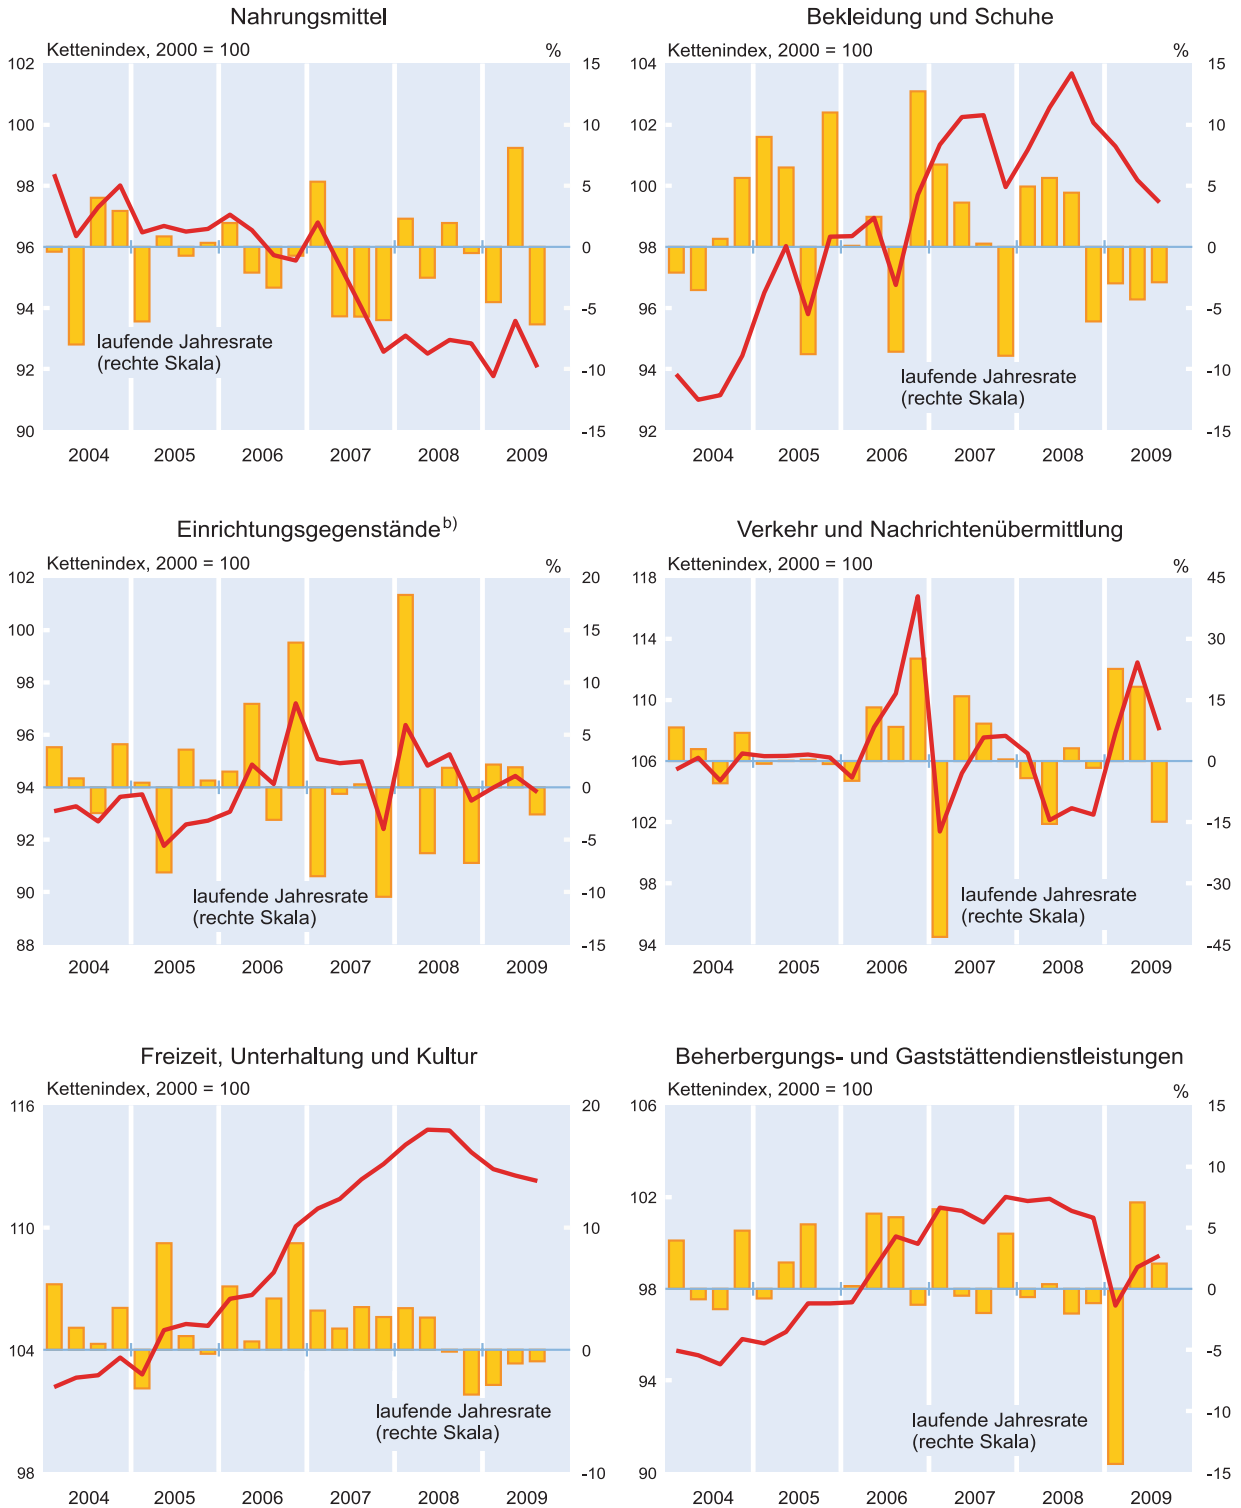 Nahrungsmittel
Kettenindex, 2000 = 100 %
102 15
100 10
98 5
96 0
94 -5
92 -10
90 -15
laufende Jahresrate
(rechte Skala)
2004 2005 2006 2007 2008 2009
Bekleidung und Schuhe
Kettenindex, 2000 = 100 %
104 15
102 10
100 5
98 0
96 -5
94 -10
92 -15
laufende Jahresrate
(rechte Skala)
2004 2005 2006 2007 2008 2009
Einrichtungsgegenstände b)
Kettenindex, 2000 = 100 %
102 20
100 15
98 10
96 5
94 0
92 -5
90 -10
88 -15
laufende Jahresrate
(rechte Skala)
2004 2005 2006 2007 2008 2009
Verkehr und Nachrichtenübermittlung
Kettenindex, 2000 = 100 %
118 45
114 30
110 15
106 0
102 -15
98 -30
94 -45
laufende Jahresrate
(rechte Skala)
2004 2005 2006 2007 2008 2009
Freizeit, Unterhaltung und Kultur
Kettenindex, 2000 = 100
116 20
110 10
104 0
98 -10
laufende Jahresrate
(rechte Skala)
2004 2005 2006 2007 2008 2009
Beherbergungs- und Gaststättendienstleistungen
Kettenindex, 2000 = 100 %
106 15
10
102 5
98 0
94 -5
-10
90 -15
laufende Jahresrate
(rechte Skala)
2004 2005 2006 2007 2008 2009